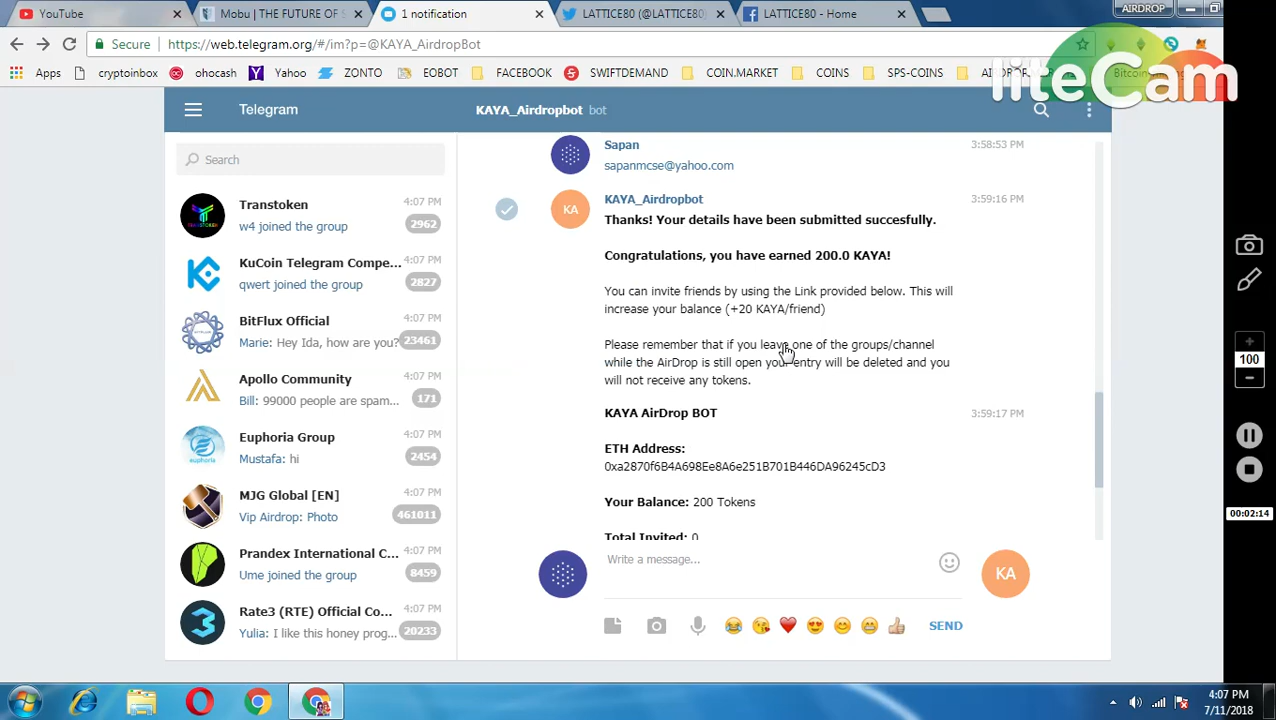 YouTube
Mobu | THE FUTURE OF S
1 notification
LATTICE80 (@LATTICE80)
LATTICE80 - Home
AIRDROP
Secure
https://web.telegram.org/#/im?p=@KAYA_AirdropBot
Apps
cryptoinbox
ohocash
Yahoo
ZONE
EOBOT
FACEBOOK
SWIFTDEMAND
COIN.MARKET
COINS
SPS-COINS
liteCam
Telegram
KAYA_Airdropbot bot
Search
Transtoken
4:07 PM
w4 joined the group
2962
KuCoin Telegram Compe...
4:07 PM
qwert joined the group
2827
BitFlux Official
4:07 PM
Marie: Hey Ida, how are you?
23461
Apollo Community
4:07 PM
Bill: 99000 people are spam...
171
Euphoria Group
4:07 PM
Mustafa: hi
2454
MJG Global [EN]
4:07 PM
Vip Airdrop: Photo
461011
Prandex International C...
4:07 PM
Ume joined the group
8459
Rate3 (RTE) Official Co...
4:07 PM
Yulia: I like this honey prog...
20233
Sapan
3:58:53 PM
sapanmcse@yahoo.com
KA
KAYA_Airdropbot
3:59:16 PM
Thanks! Your details have been submitted succesfully.
Congratulations, you have earned 200.0 KAYA!
You can invite friends by using the Link provided below. This will
increase your balance (+20 KAYA/friend)
Please remember that if you leave one of the groups/channel
while the AirDrop is still open your entry will be deleted and you
will not receive any tokens.
KAYA AirDrop BOT
3:59:17 PM
ETH Address:
0xa2870f6B4A698Ee8A6e251B701B446DA96245cD3
Your Balance: 200 Tokens
Total Invited: 0
Write a message...
KA
SEND
100
00:02:14
4:07 PM
7/11/2018